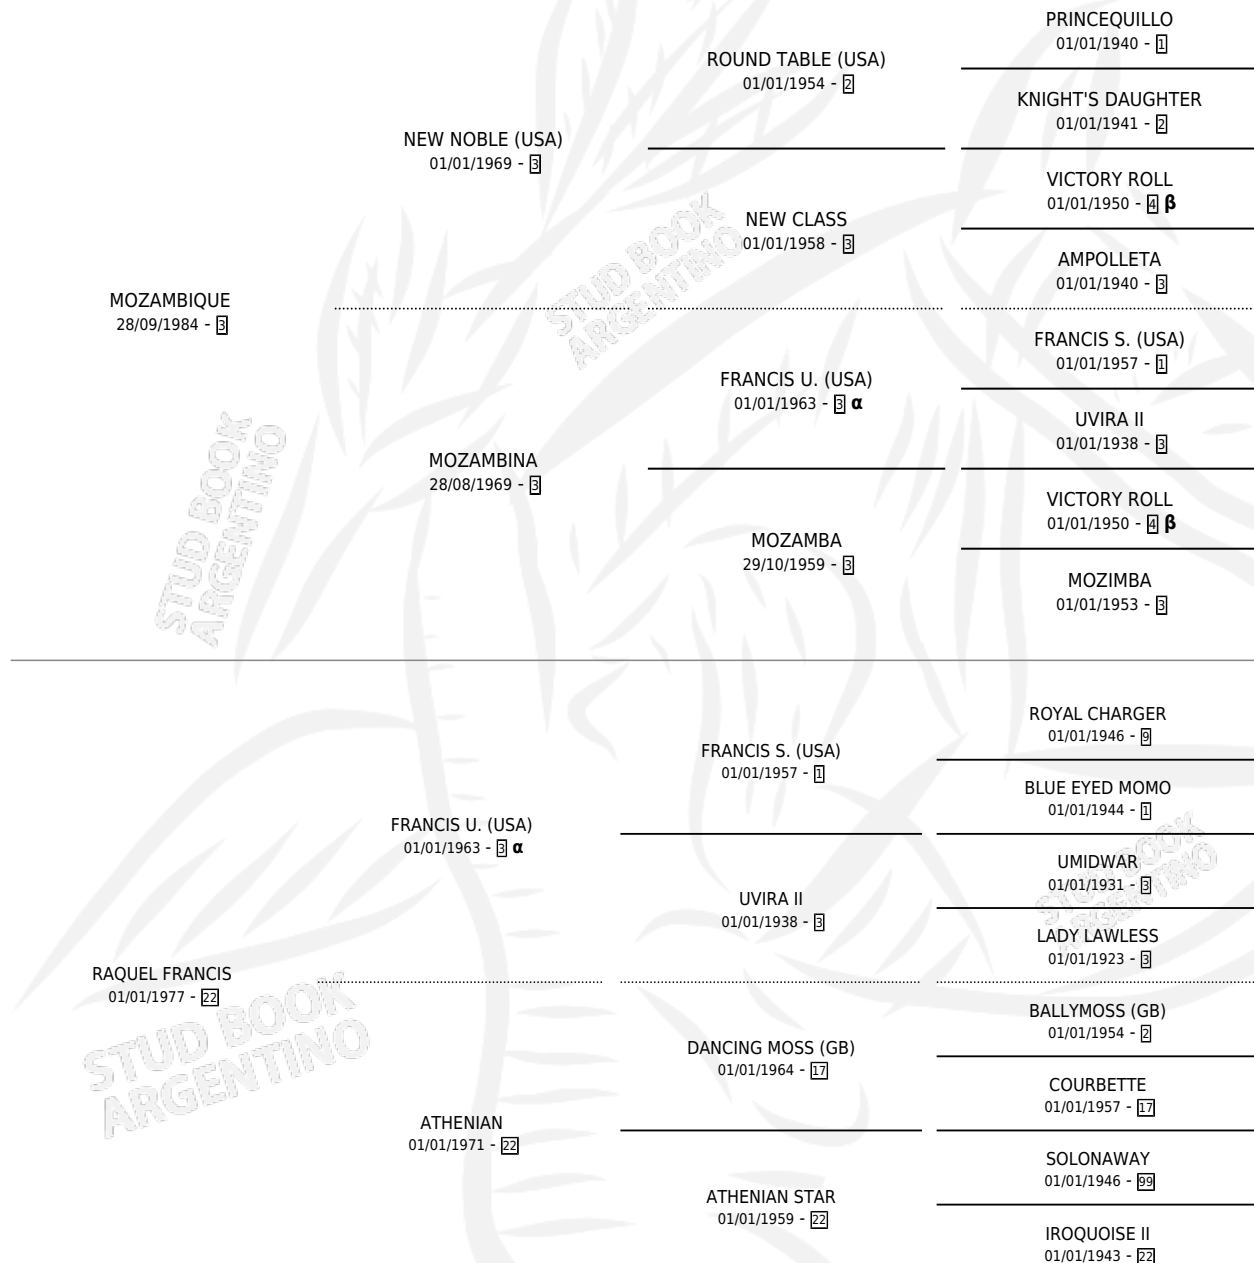 PRINCEQUILLO
01/01/1940 - 1
ROUND TABLE (USA)
01/01/1954 - 2
KNIGHT'S DAUGHTER
01/01/1941 - 2
NEW NOBLE (USA)
01/01/1969 - 3
VICTORY ROLL
01/01/1950 - 4 β
NEW CLASS
01/01/1958 - 3
AMPOLLETA
01/01/1940 - 3
MOZAMBIQUE
28/09/1984 - 3
FRANCIS S. (USA)
01/01/1957 - 1
FRANCIS U. (USA)
01/01/1963 - 3 α
UVIRA II
01/01/1938 - 3
MOZAMBINA
28/08/1969 - 3
VICTORY ROLL
01/01/1950 - 4 β
MOZAMBA
29/10/1959 - 3
MOZIMBA
01/01/1953 - 3
STUD BOOK
ARGENTINO
STUD BOOK
ARGENTINO
ROYAL CHARGER
01/01/1946 - 9
FRANCIS S. (USA)
01/01/1957 - 1
BLUE EYED MOMO
01/01/1944 - 1
FRANCIS U. (USA)
01/01/1963 - 3 α
UMIDWAR
01/01/1931 - 3
UVIRA II
01/01/1938 - 3
LADY LAWLESS
01/01/1923 - 3
RAQUEL FRANCIS
01/01/1977 - 22
BALLYMOSS (GB)
01/01/1954 - 2
DANCING MOSS (GB)
01/01/1964 - 17
COURBETTE
01/01/1957 - 17
ATHENIAN
01/01/1971 - 22
SOLONAWAY
01/01/1946 - 99
ATHENIAN STAR
01/01/1959 - 22
IROQUOISE II
01/01/1943 - 22
STUD BOOK
ARGENTINO
STUD BOOK
ARGENTINO